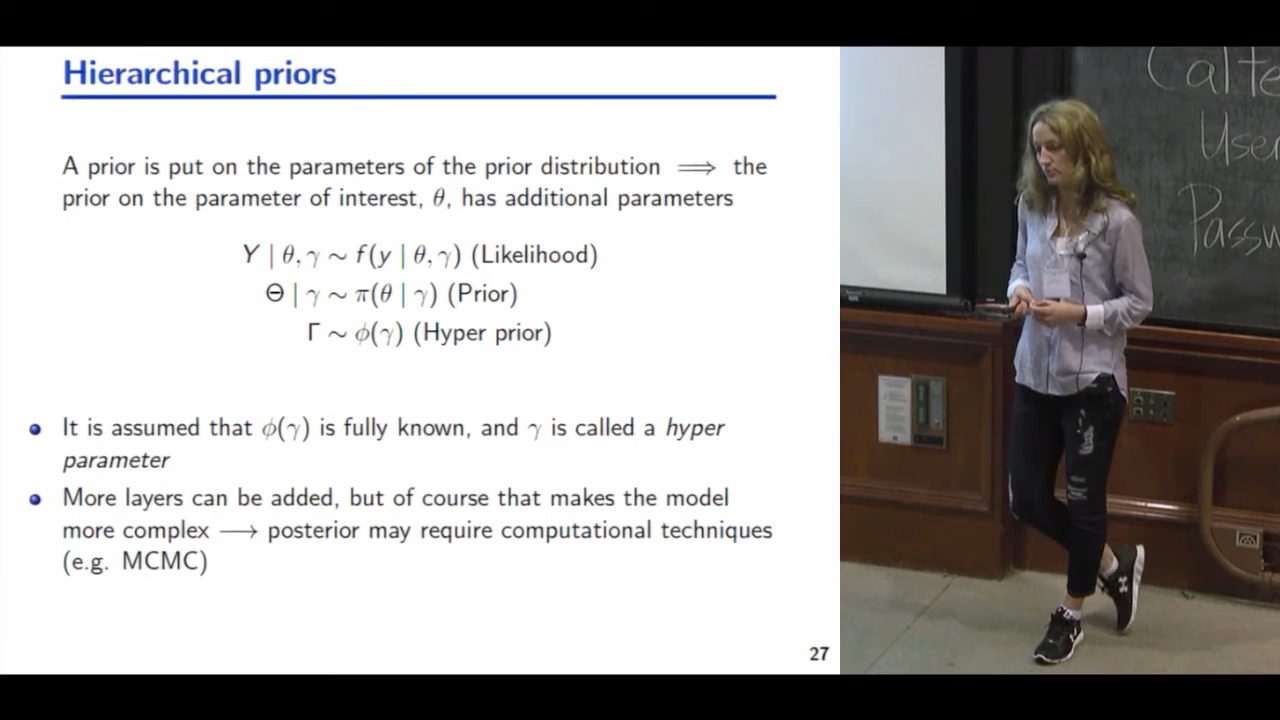 Hierarchical priors
A prior is put on the parameters of the prior distribution ⟹ the
prior on the parameter of interest, θ, has additional parameters
Y | θ, γ ∼ f(y | θ, γ) (Likelihood)
Θ | γ ∼ π(θ | γ) (Prior)
Γ ∼ ϕ(γ) (Hyper prior)
It is assumed that ϕ(γ) is fully known, and γ is called a hyper
parameter
More layers can be added, but of course that makes the model
more complex ⟶ posterior may require computational techniques
(e.g. MCMC)
27